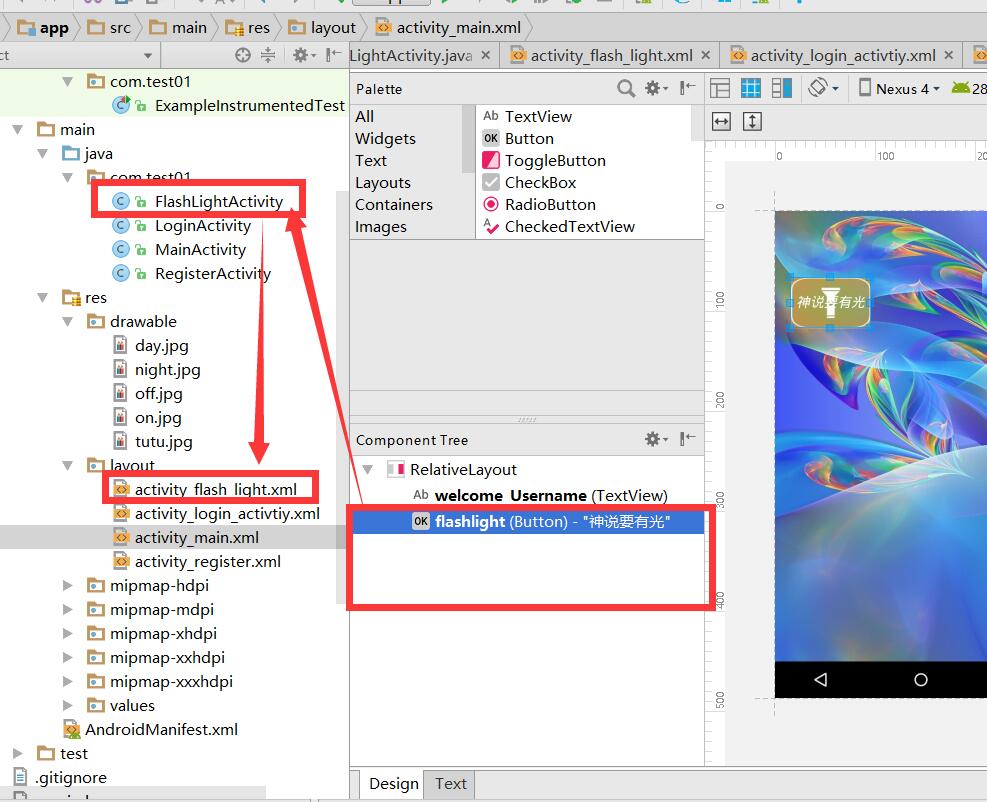 app src main res layout activity_main.xml
LightActivity.java activity_flash_light.xml activity_login_activtiy.xml
com.test01
ExampleInstrumentedTest
main
java
com.test01
FlashLightActivity
LoginActivity
MainActivity
RegisterActivity
res
drawable
day.jpg
night.jpg
off.jpg
on.jpg
tutu.jpg
layout
activity_flash_light.xml
activity_login_activtiy.xml
activity_main.xml
activity_register.xml
mipmap-hdpi
mipmap-mdpi
mipmap-xhdpi
mipmap-xxhdpi
mipmap-xxxhdpi
values
AndroidManifest.xml
test
.gitignore
Palette
All
Widgets
Text
Layouts
Containers
Images
Ab TextView
OK Button
ToggleButton
CheckBox
RadioButton
CheckedTextView
Component Tree
RelativeLayout
Ab welcome_Username (TextView)
OK flashlight (Button) - "神说要有光"
Design Text
Nexus 4 28
0 100
0
100
200
300
400
500
神说要有光